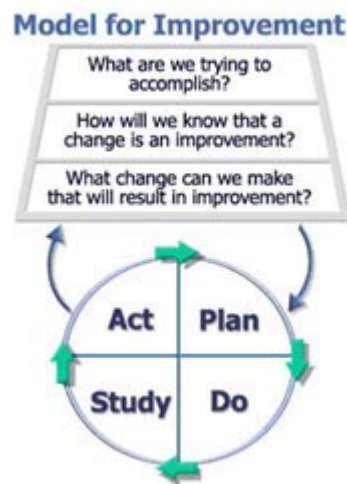 Model for Improvement
What are we trying to
accomplish?
How will we know that a
change is an improvement?
What change can we make
that will result in improvement?
Act
Plan
Study
Do